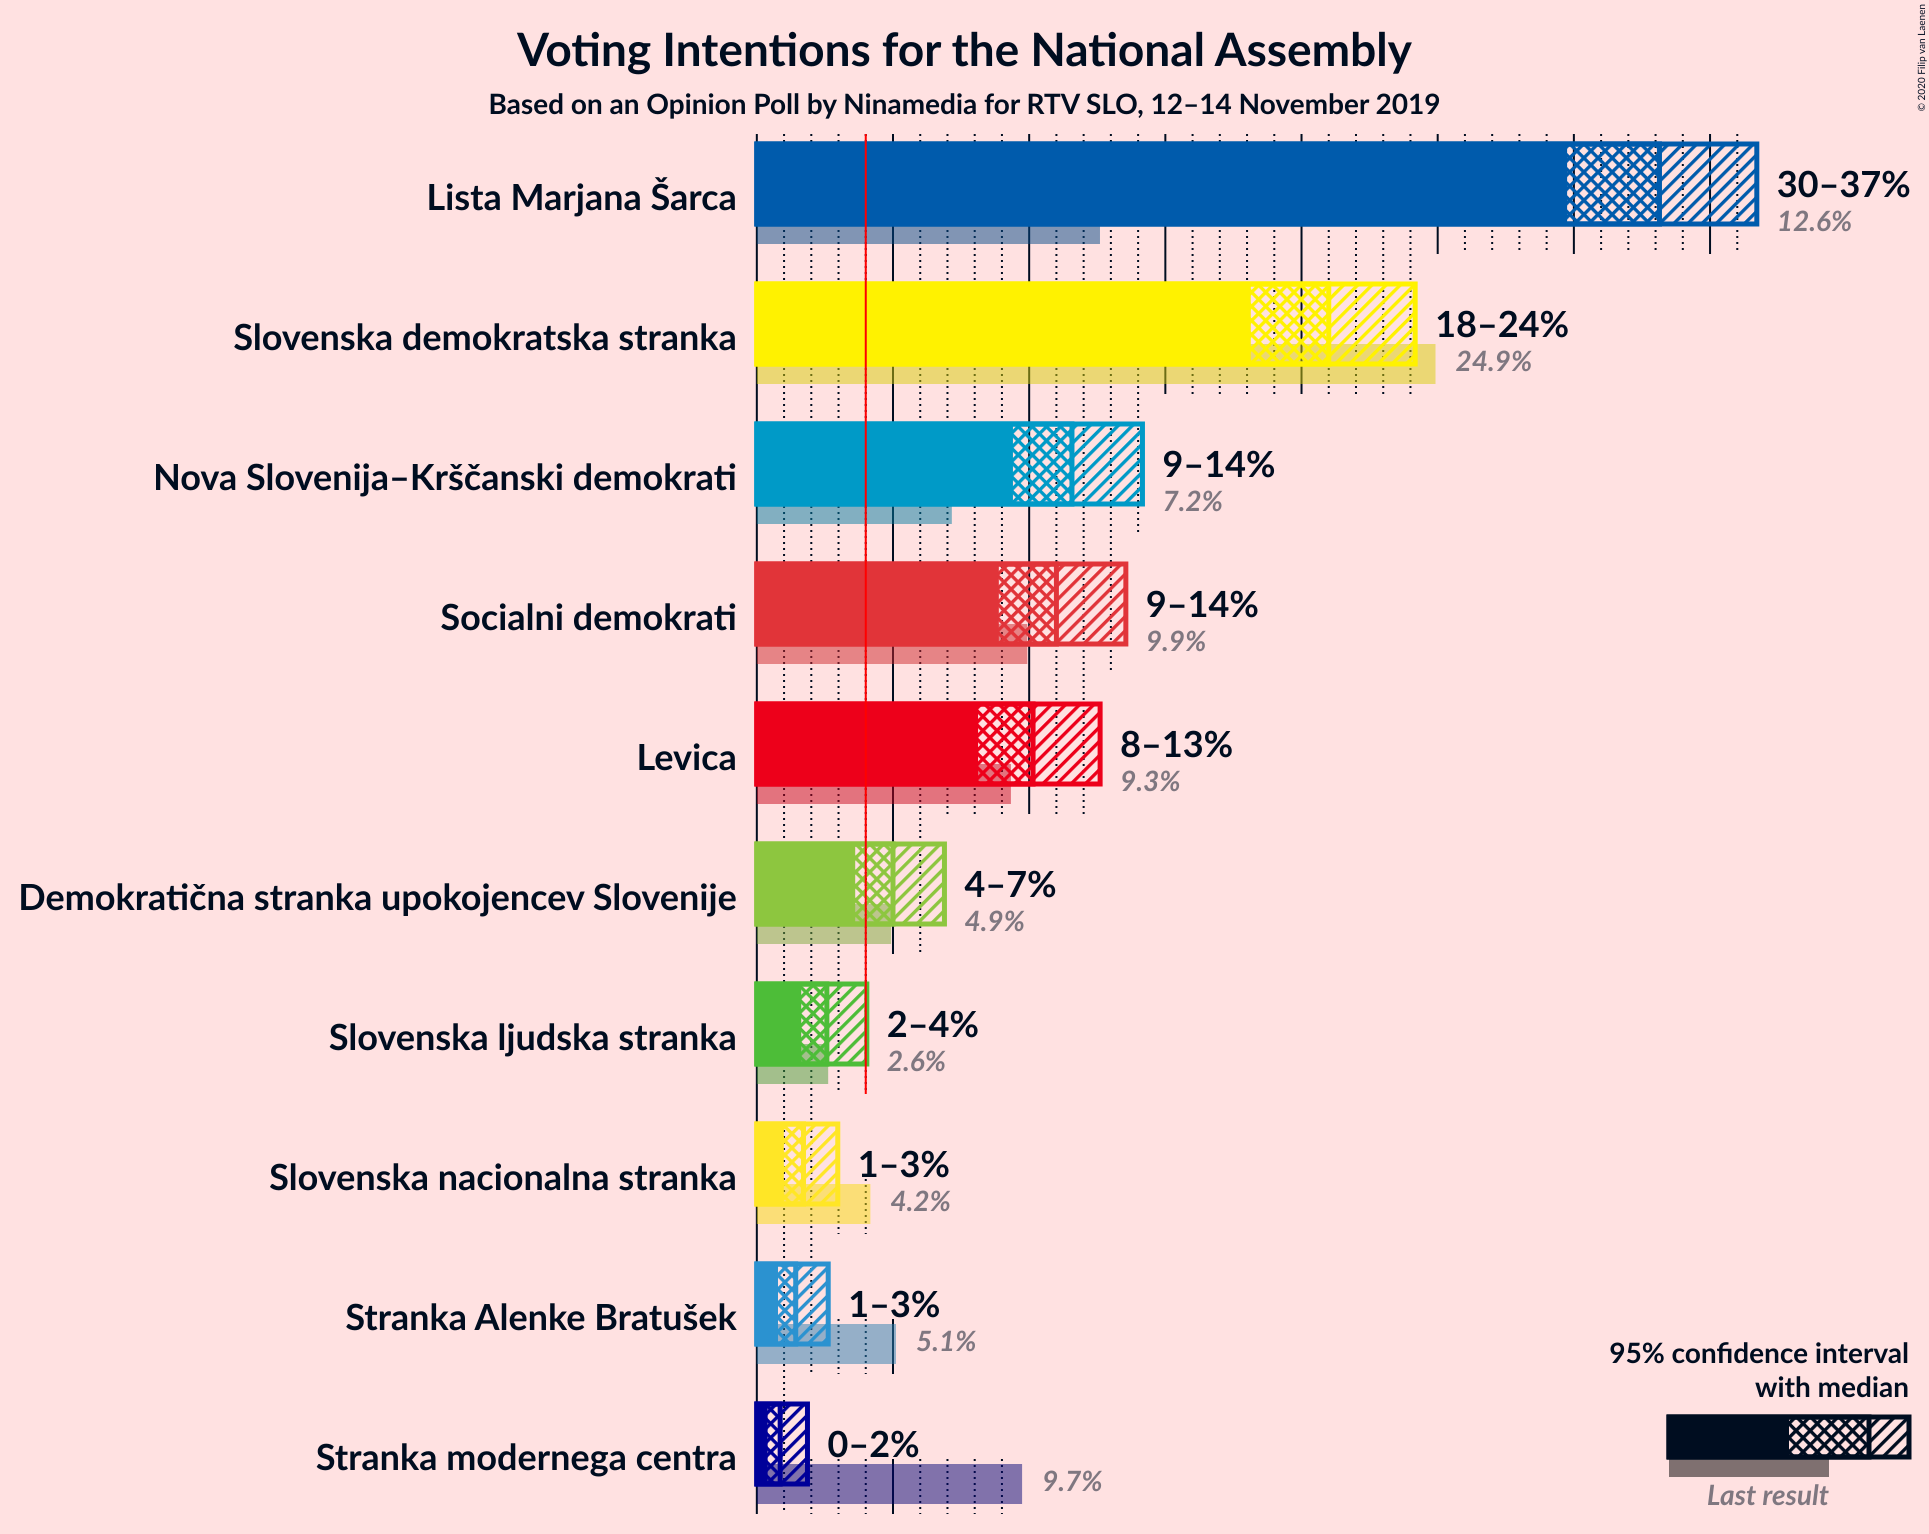 Voting Intentions for the National Assembly
Based on an Opinion Poll by Ninamedia for RTV SLO, 12–14 November 2019
© 2020 Filip van Laenen
Lista Marjana Šarca
30–37%
12.6%
Slovenska demokratska stranka
18–24%
24.9%
Nova Slovenija–Krščanski demokrati
9–14%
7.2%
Socialni demokrati
9–14%
9.9%
Levica
8–13%
9.3%
Demokratična stranka upokojencev Slovenije
4–7%
4.9%
Slovenska ljudska stranka
2–4%
2.6%
Slovenska nacionalna stranka
1–3%
4.2%
Stranka Alenke Bratušek
1–3%
5.1%
Stranka modernega centra
0–2%
9.7%
95% confidence interval
with median
Last result